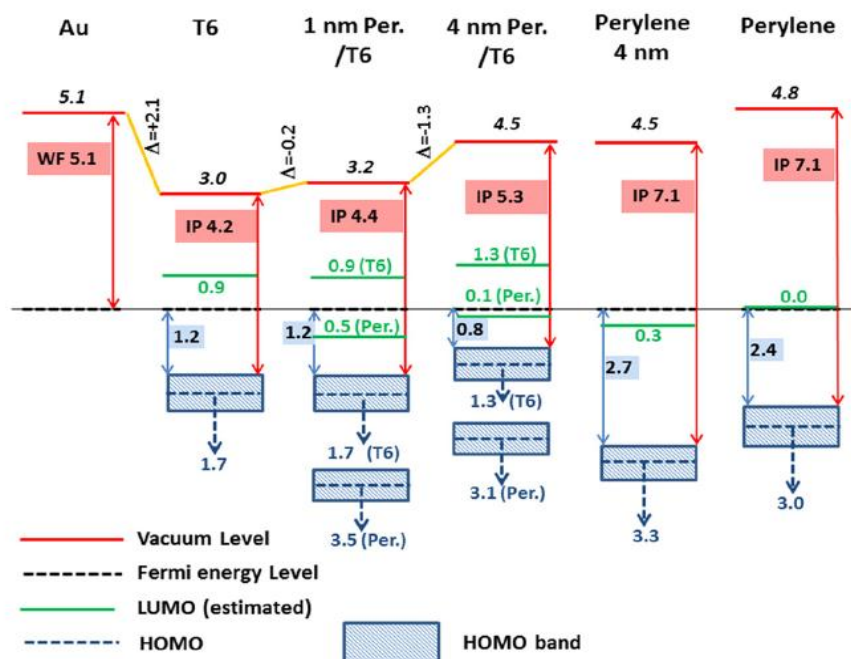 Au
T6
1 nm Per.
/T6
4 nm Per.
/T6
Perylene
4 nm
Perylene
5.1
Δ=+2.1
3.0
Δ=-0.2
3.2
Δ=-1.3
4.5
4.5
4.8
WF 5.1
IP 4.2
IP 4.4
IP 5.3
IP 7.1
IP 7.1
0.9
0.9 (T6)
1.3 (T6)
0.1 (Per.)
0.0
1.2
1.2
0.5 (Per.)
0.8
0.3
2.7
2.4
1.7
1.7 (T6)
3.5 (Per.)
1.3 (T6)
3.1 (Per.)
3.3
3.0
Vacuum Level
Fermi energy Level
LUMO (estimated)
HOMO
HOMO band